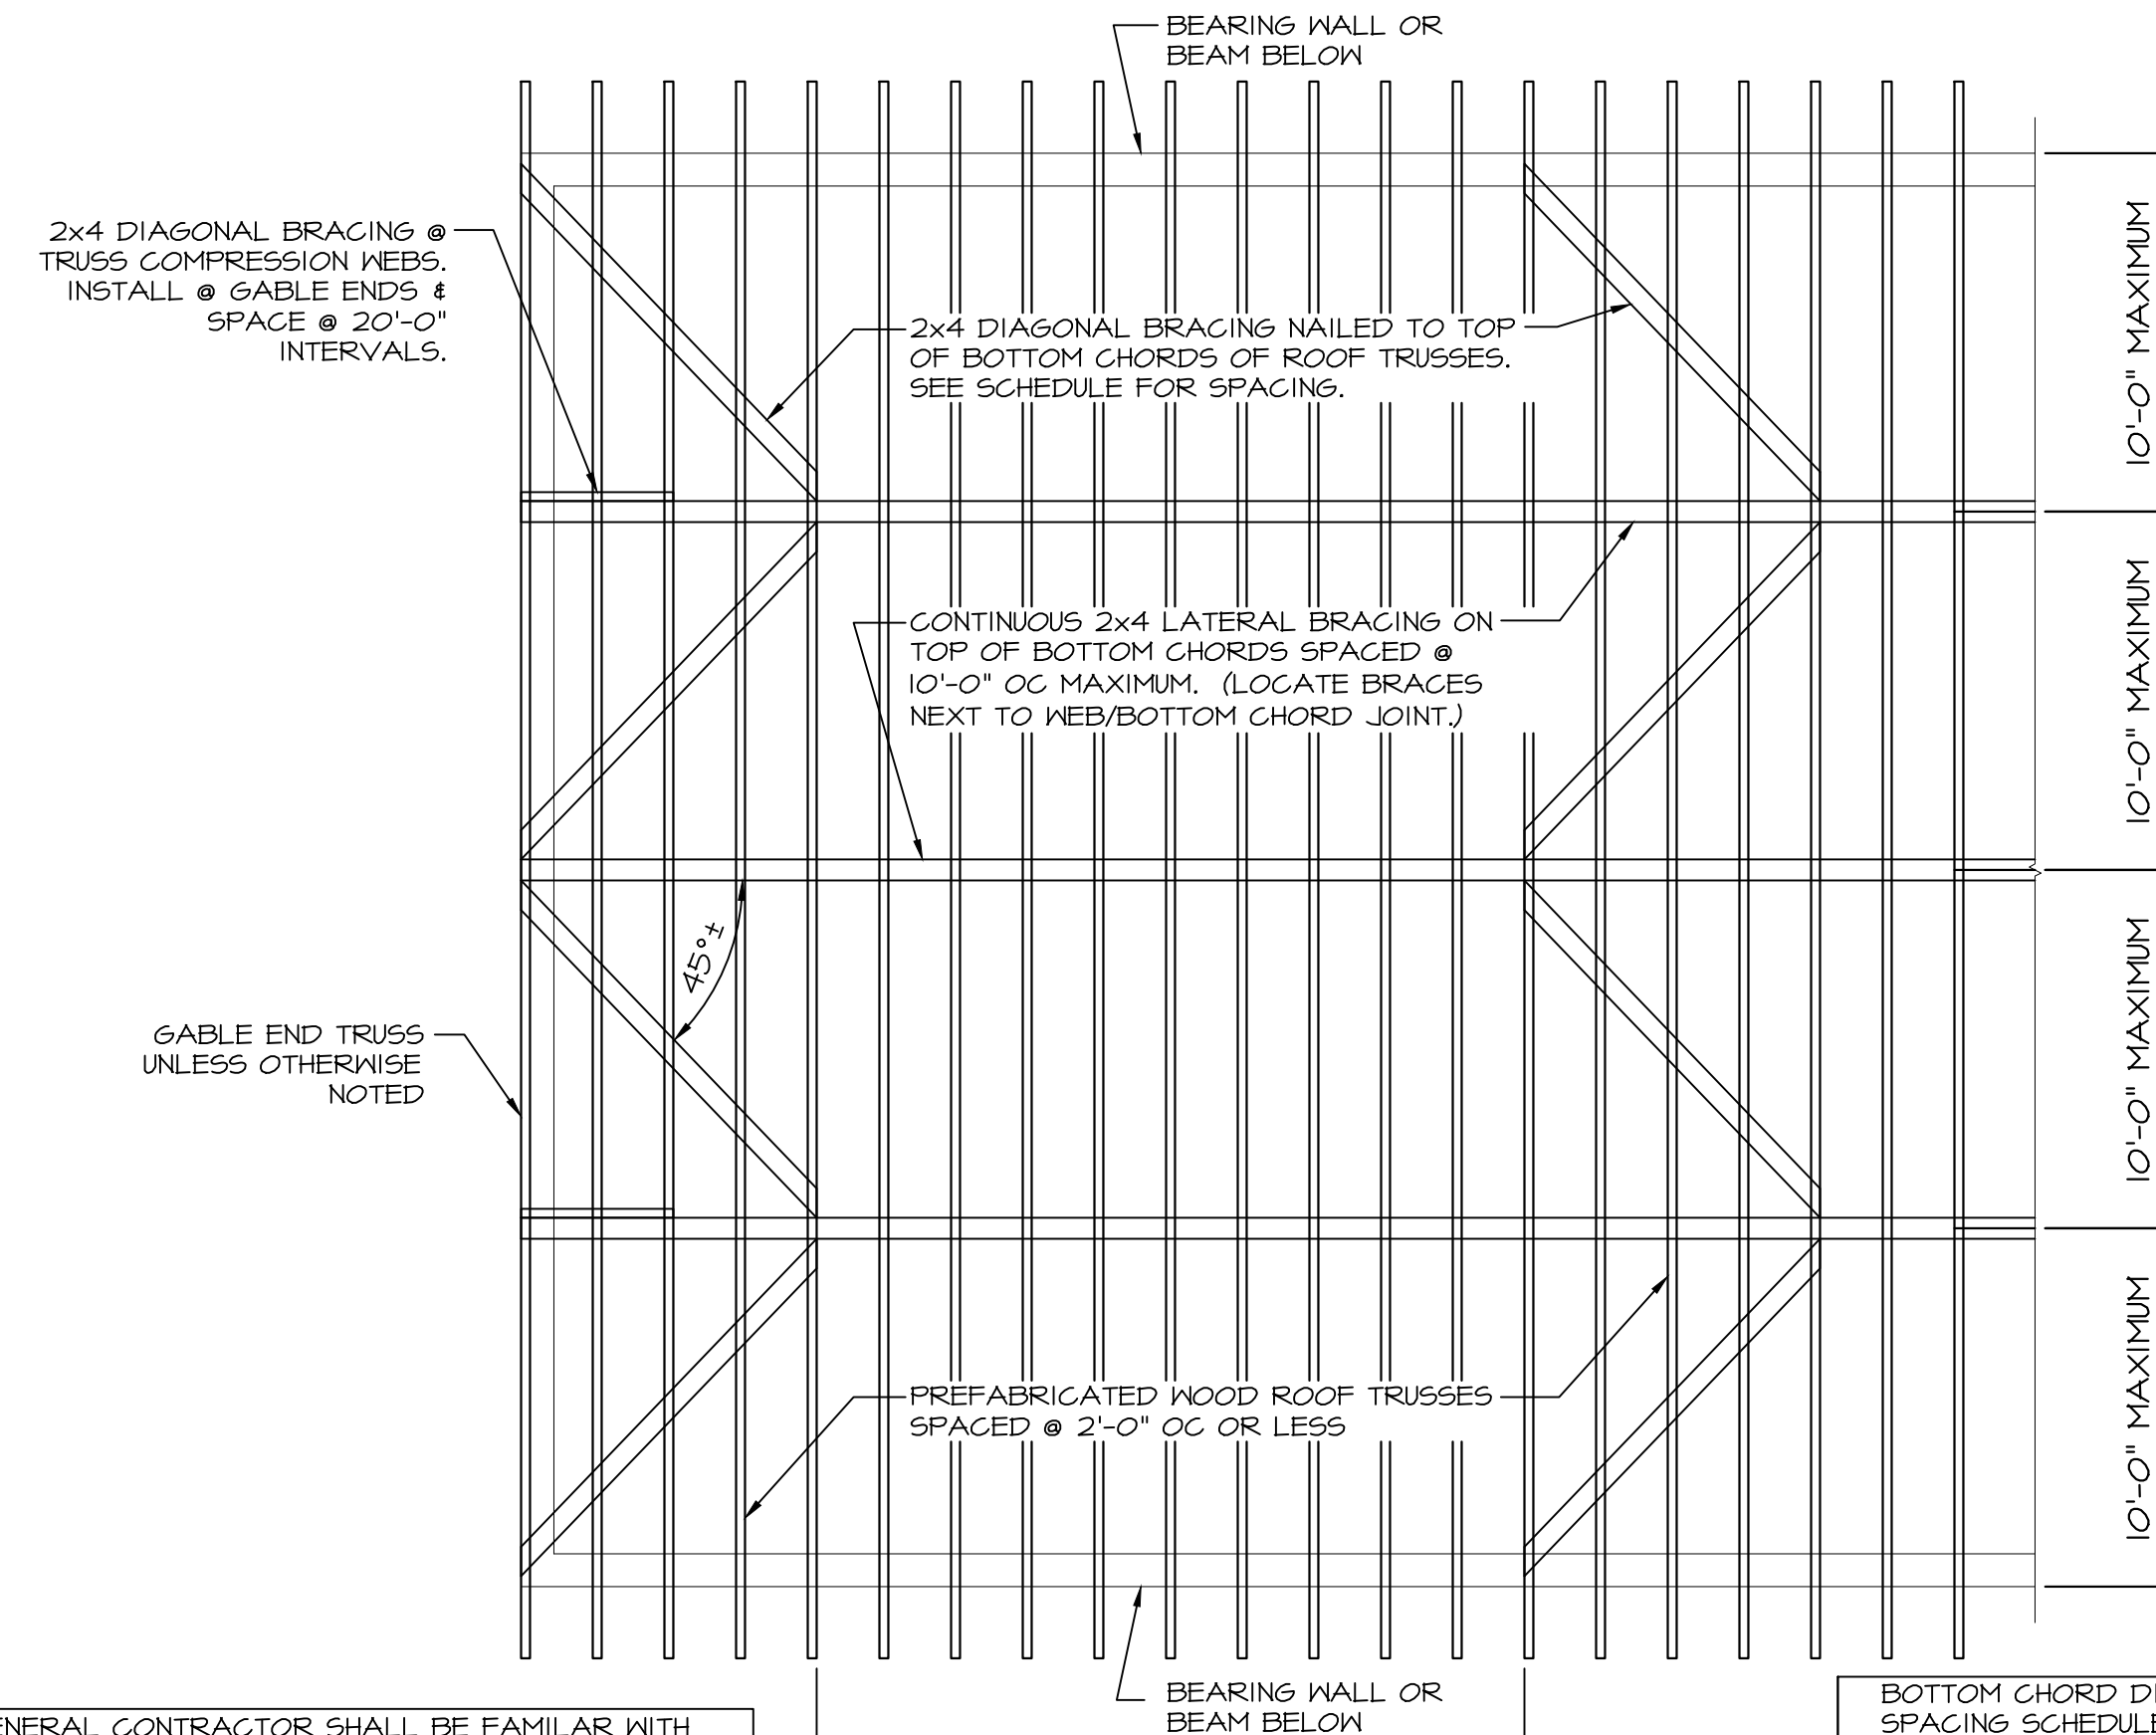 BEARING WALL OR
BEAM BELOW
2x4 DIAGONAL BRACING @
TRUSS COMPRESSION WEBS.
INSTALL @ GABLE ENDS &
SPACE @ 20'-0"
INTERVALS.
2x4 DIAGONAL BRACING NAILED TO TOP
OF BOTTOM CHORDS OF ROOF TRUSSES.
SEE SCHEDULE FOR SPACING.
10'-0" MAXIMUM
CONTINUOUS 2x4 LATERAL BRACING ON
TOP OF BOTTOM CHORDS SPACED @
10'-0" OC MAXIMUM. (LOCATE BRACES
NEXT TO WEB/BOTTOM CHORD JOINT.)
10'-0" MAXIMUM
45°±
GABLE END TRUSS
UNLESS OTHERWISE
NOTED
10'-0" MAXIMUM
PREFABRICATED WOOD ROOF TRUSSES
SPACED @ 2'-0" OC OR LESS
10'-0" MAXIMUM
BEARING WALL OR
BEAM BELOW
CONTRACTOR SHALL BE FAMILAR WITH
BOTTOM CHORD
SPACING